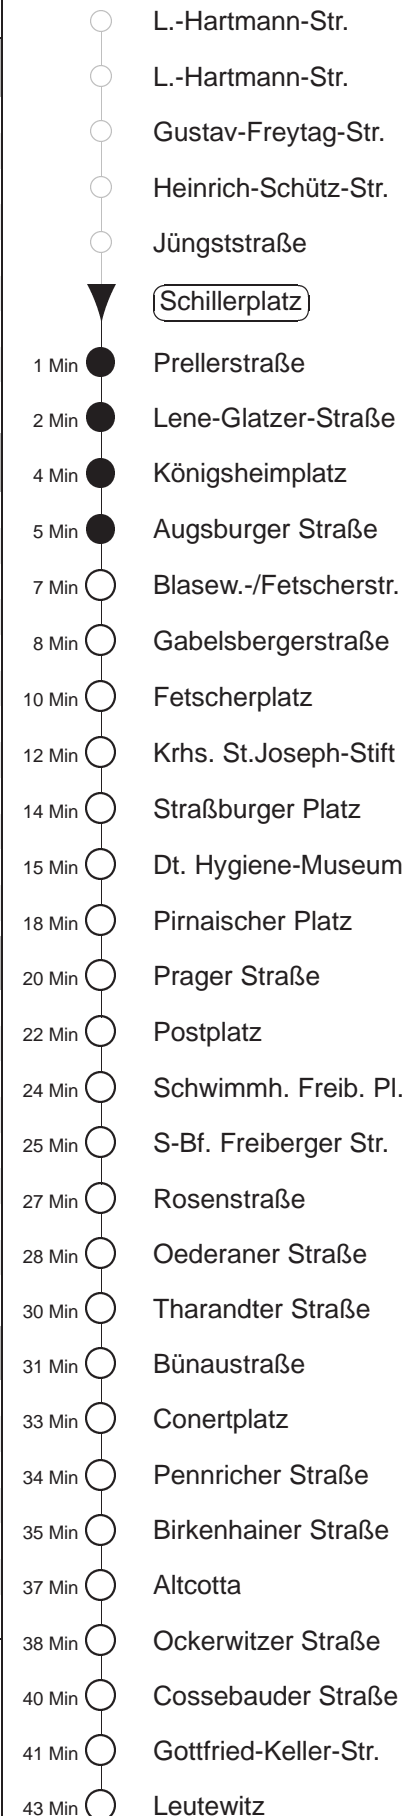 L.-Hartmann-Str.
L.-Hartmann-Str.
Gustav-Freytag-Str.
Heinrich-Schütz-Str.
Jüngststraße
Schillerplatz
1 Min Prellerstraße
2 Min Lene-Glatzer-Straße
4 Min Königsheimplatz
5 Min Augsburger Straße
7 Min Blasew.-/Fetscherstr.
8 Min Gabelsbergerstraße
10 Min Fetscherplatz
12 Min Krhs. St.Joseph-Stift
14 Min Straßburger Platz
15 Min Dt. Hygiene-Museum
18 Min Pirnaischer Platz
20 Min Prager Straße
22 Min Postplatz
24 Min Schwimmh. Freib. Pl.
25 Min S-Bf. Freiberger Str.
27 Min Rosenstraße
28 Min Oederaner Straße
30 Min Tharandter Straße
31 Min Bünaustraße
33 Min Conertplatz
34 Min Pennricher Straße
35 Min Birkenhainer Straße
37 Min Altcotta
38 Min Ockerwitzer Straße
40 Min Cossebauder Straße
41 Min Gottfried-Keller-Str.
43 Min Leutewitz